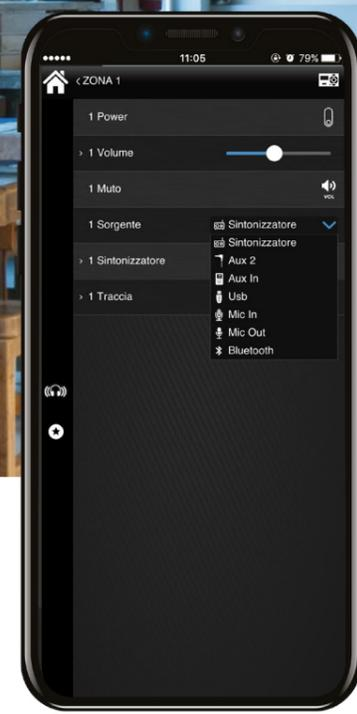 11:05 79%
< ZONA 1
1 Power
> 1 Volume
1 Muto VOL
1 Sorgente Sintonizzatore
Sintonizzatore
> 1 Sintonizzatore Aux 2
Aux In
> 1 Traccia Usb
Mic In
Mic Out
Bluetooth